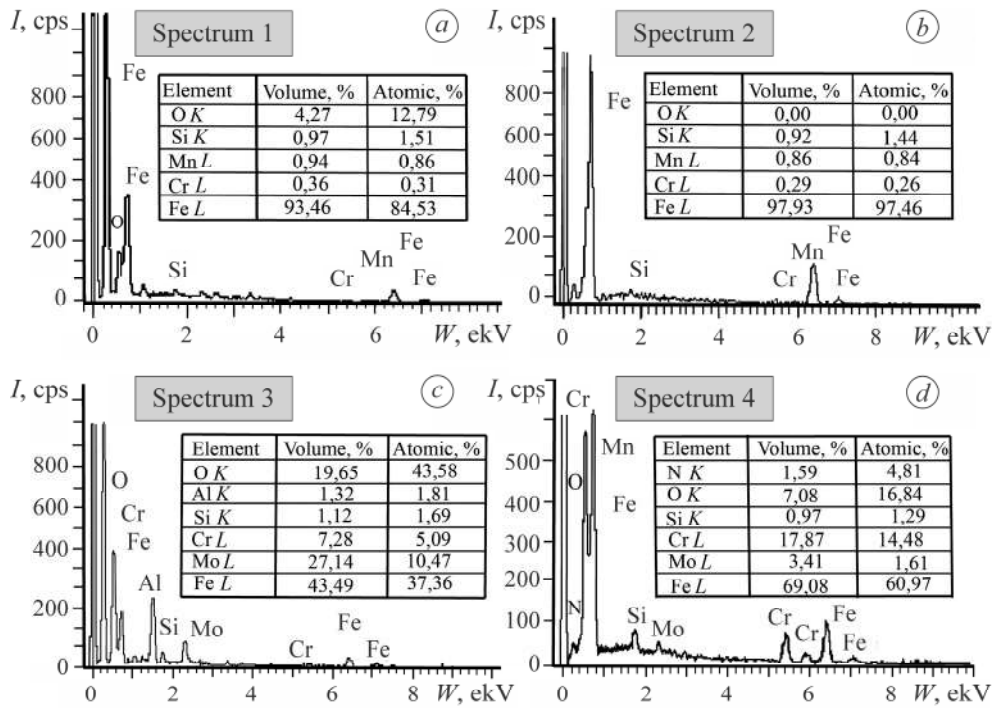 I, cps
Spectrum 1
a
Fe
Element Volume, % Atomic, %
O K 4,27 12,79
Si K 0,97 1,51
Mn L 0,94 0,86
Cr L 0,36 0,31
Fe L 93,46 84,53
800
600
400
200
0
Fe
O
Si
Cr
Mn
Fe
Fe
0 2 4 6 8
W, ekV
I, cps
Spectrum 2
b
Fe
Element Volume, % Atomic, %
O K 0,00 0,00
Si K 0,92 1,44
Mn L 0,86 0,84
Cr L 0,29 0,26
Fe L 97,93 97,46
800
600
400
200
0
Si
Cr
Mn
Fe
Fe
0 2 4 6 8
W, ekV
I, cps
Spectrum 3
c
O
Cr
Fe
Element Volume, % Atomic, %
O K 19,65 43,58
Al K 1,32 1,81
Si K 1,12 1,69
Cr L 7,28 5,09
Mo L 27,14 10,47
Fe L 43,49 37,36
800
600
400
200
0
Al
Si
Mo
Cr
Fe
Fe
0 2 4 6 8
W, ekV
I, cps
Spectrum 4
d
Cr
Mn
O
Fe
N
Element Volume, % Atomic, %
N K 1,59 4,81
O K 7,08 16,84
Si K 0,97 1,29
Cr L 17,87 14,48
Mo L 3,41 1,61
Fe L 69,08 60,97
500
400
300
200
100
0
Si
Mo
Cr
Cr
Fe
Fe
0 2 4 6 8
W, ekV